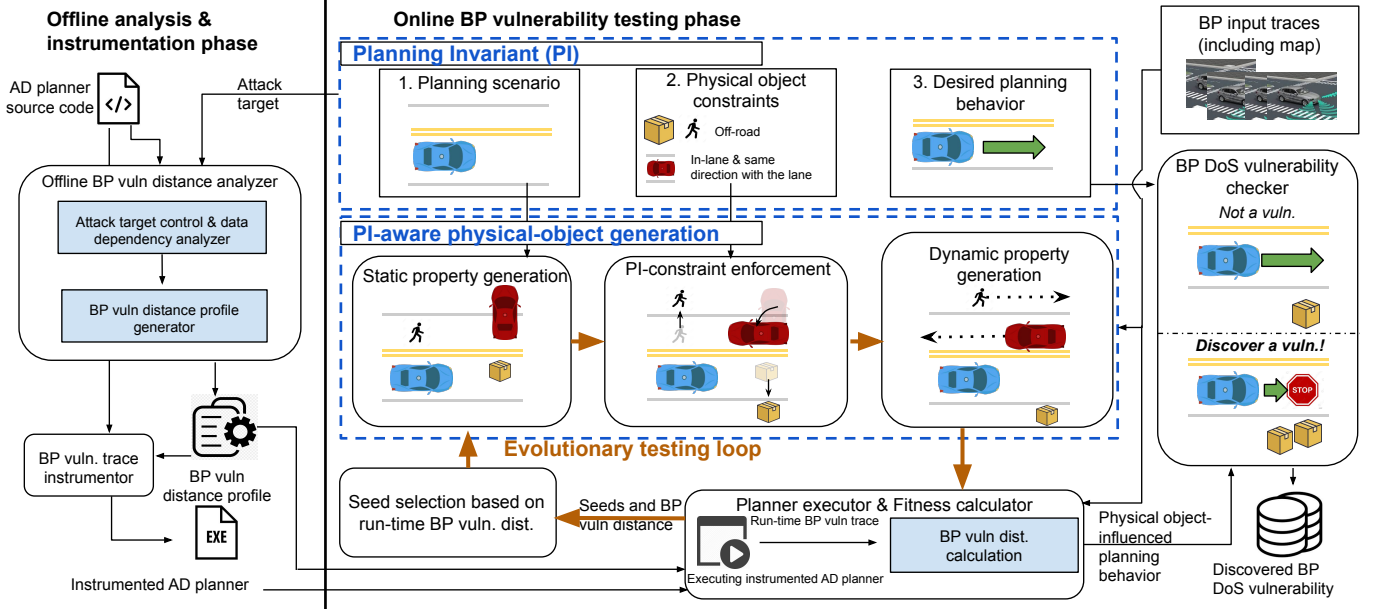 Offline analysis &
instrumentation phase
AD planner
source code
</>
Attack
target
Offline BP vuln distance analyzer
Attack target control & data
dependency analyzer
BP vuln distance profile
generator
BP vuln. trace
instrumentor
BP vuln
distance profile
EXE
Instrumented AD planner
Online BP vulnerability testing phase
Planning Invariant (PI)
1. Planning scenario
2. Physical object
constraints
Off-road
In-lane & same
direction with the lane
3. Desired planning
behavior
PI-aware physical-object generation
Static property generation
PI-constraint enforcement
Dynamic property
generation
Evolutionary testing loop
Seed selection based on
run-time BP vuln. dist.
Seeds and BP
vuln distance
Planner executor & Fitness calculator
Run-time BP vuln trace
Executing instrumented AD planner
BP vuln dist.
calculation
Physical object-
influenced
planning
behavior
BP input traces
(including map)
BP DoS vulnerability
checker
Not a vuln.
Discover a vuln.!
STOP
Discovered BP
DoS vulnerability